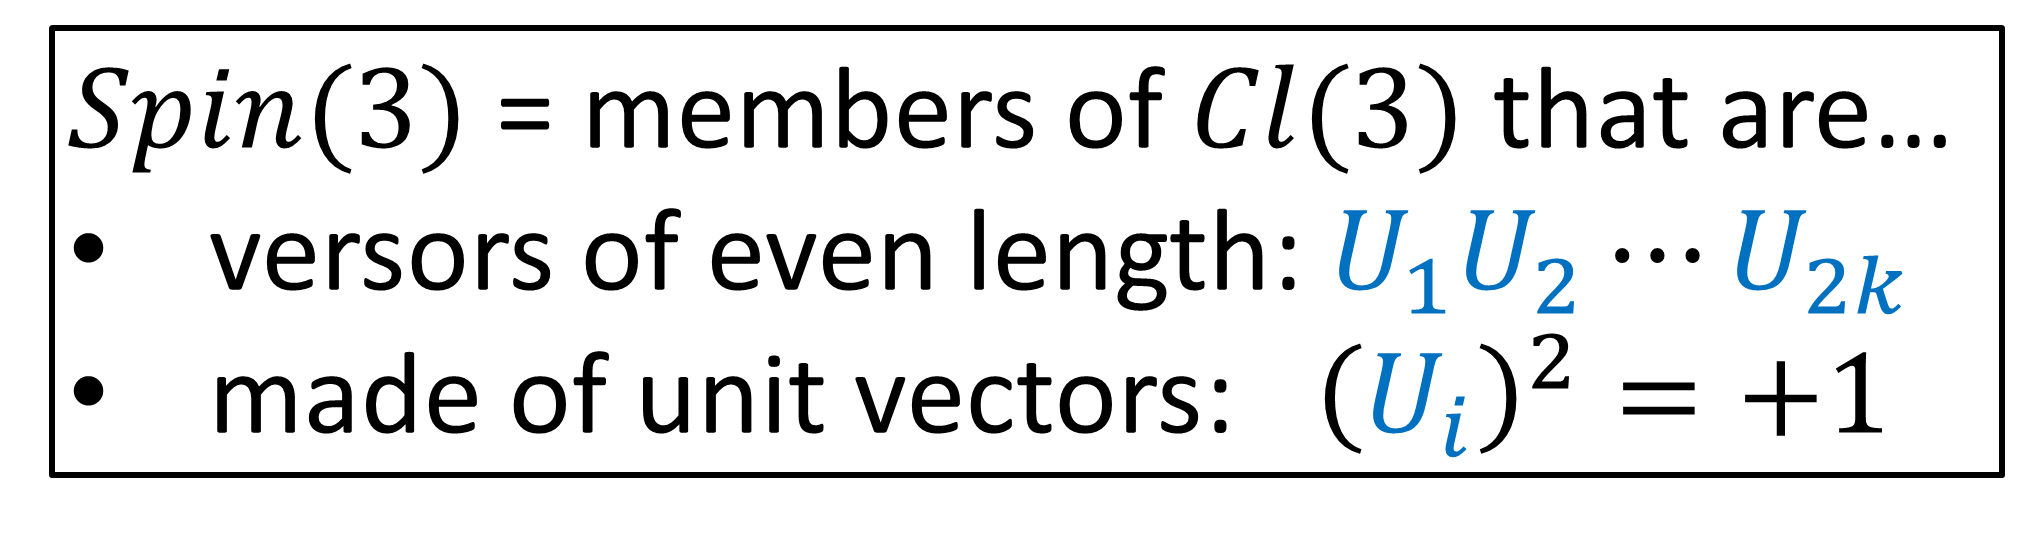 Spin(3) = members of Cl(3) that are...
• versors of even length: U₁U₂ ⋯ U₂ₖ
• made of unit vectors: (Uᵢ)² = +1